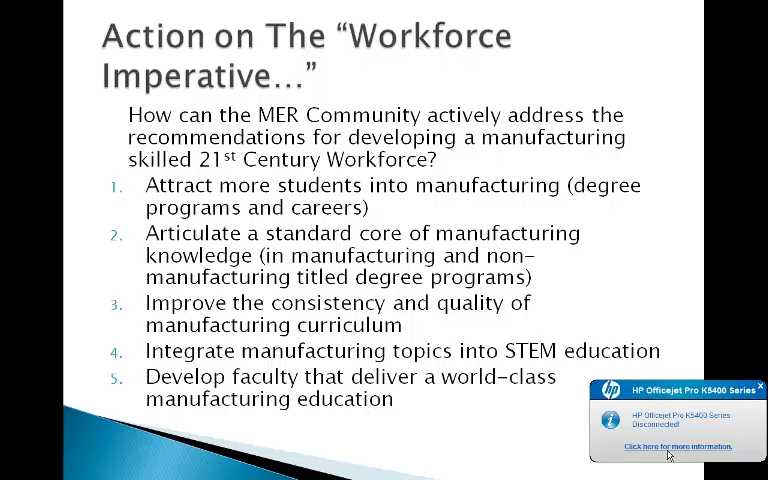 Action on The “Workforce
Imperative…”
How can the MER Community actively address the
recommendations for developing a manufacturing
skilled 21st Century Workforce?
1. Attract more students into manufacturing (degree
programs and careers)
2. Articulate a standard core of manufacturing
knowledge (in manufacturing and non-
manufacturing titled degree programs)
3. Improve the consistency and quality of
manufacturing curriculum
4. Integrate manufacturing topics into STEM education
5. Develop faculty that deliver a world-class
manufacturing education
hp HP Officejet Pro K5400 Series
HP Officejet Pro K5400 Series
Disconnected!
Click here for more information.